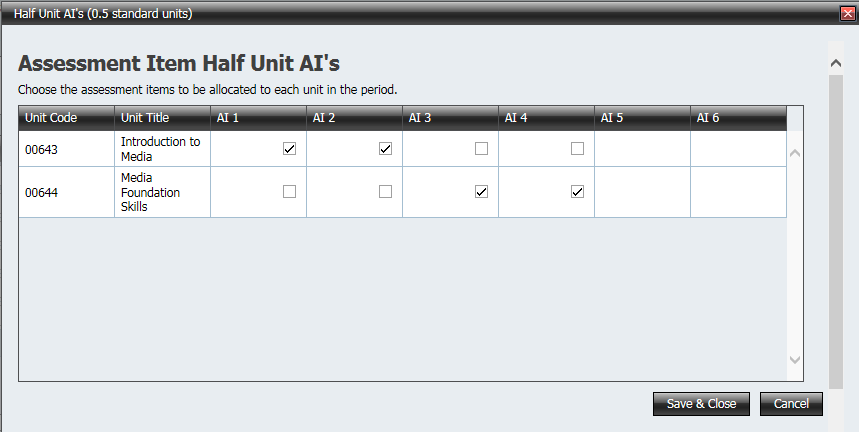 Half Unit AI's (0.5 standard units)
Assessment Item Half Unit AI's
Choose the assessment items to be allocated to each unit in the period.
Unit Code Unit Title AI 1 AI 2 AI 3 AI 4 AI 5 AI 6
00643 Introduction to
Media
00644 Media
Foundation
Skills
Save & Close Cancel